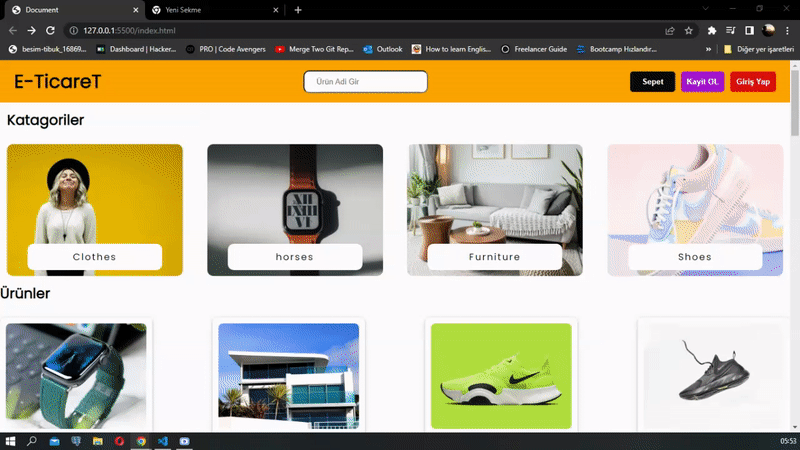 Document
Yeni Sekme
127.0.0.1:5500/index.html
besim-tibuk_16869...
Dashboard | Hacker...
PRO | Code Avengers
Merge Two Git Rep...
Outlook
How to learn Englis...
Freelancer Guide
Bootcamp Hızlandır...
»
Diğer yer işaretleri
E-TicareT
Ürün Adi Gir
Sepet
Kayit OL
Giriş Yap
Katagoriler
Clothes
horses
Furniture
Shoes
Ürünler
05:53